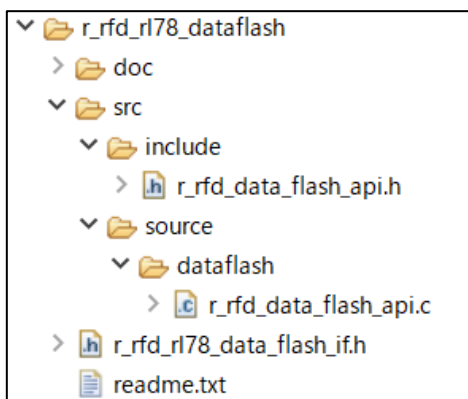 r_rfd_rl78_dataflash
doc
src
include
r_rfd_data_flash_api.h
source
dataflash
r_rfd_data_flash_api.c
r_rfd_rl78_data_flash_if.h
readme.txt